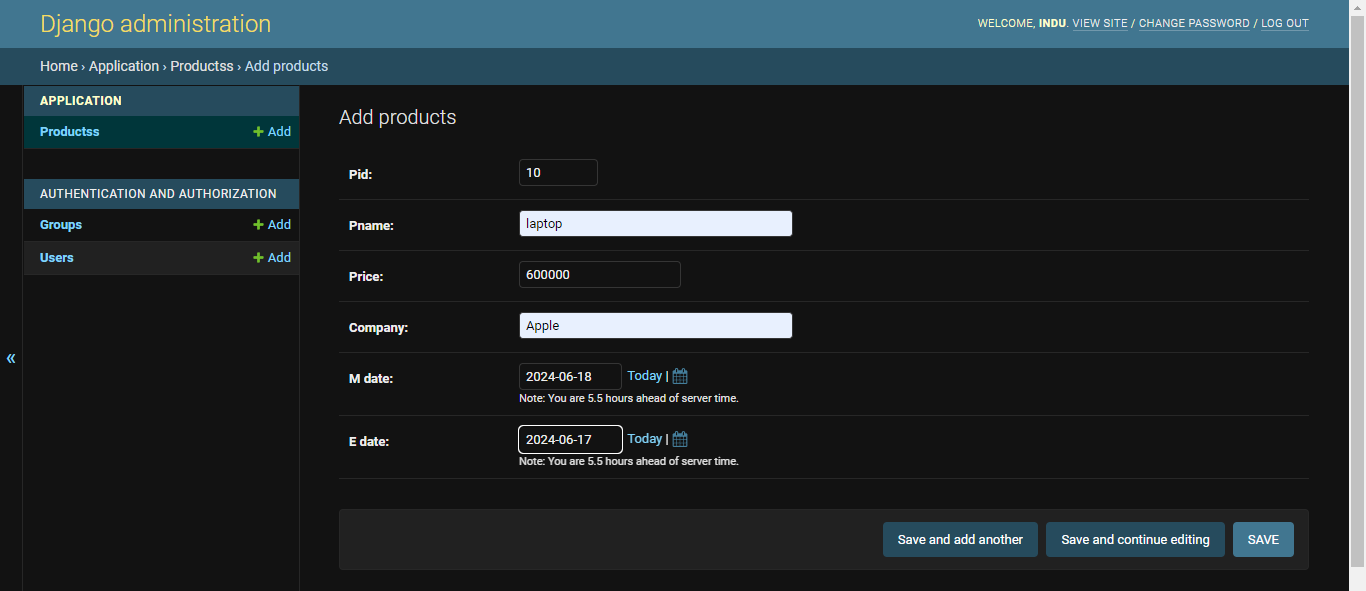 Django administration
WELCOME, INDU. VIEW SITE / CHANGE PASSWORD / LOG OUT
Home › Application › Productss › Add products
APPLICATION
Productss + Add
AUTHENTICATION AND AUTHORIZATION
Groups + Add
Users + Add
«
Add products
Pid: 10
Pname: laptop
Price: 600000
Company: Apple
M date: 2024-06-18 Today |
Note: You are 5.5 hours ahead of server time.
E date: 2024-06-17 Today |
Note: You are 5.5 hours ahead of server time.
Save and add another Save and continue editing SAVE